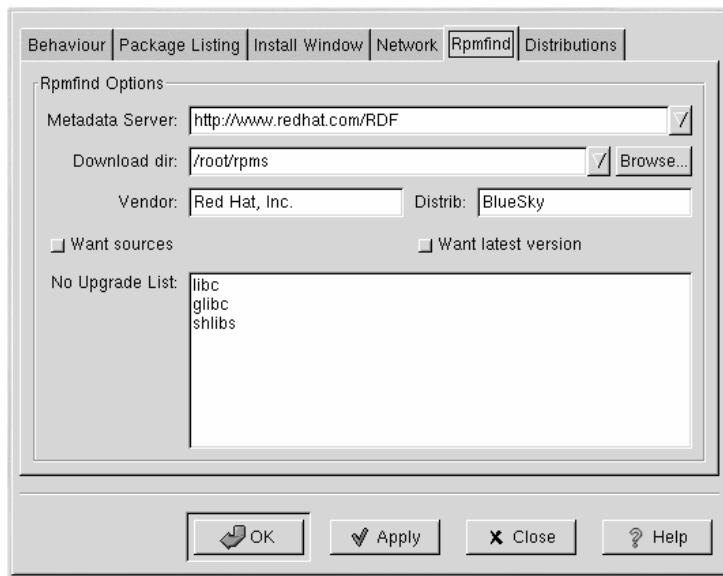 Behaviour Package Listing Install Window Network Rpmfind Distributions
Rpmfind Options
Metadata Server: http://www.redhat.com/RDF
Download dir: /root/rpms Browse...
Vendor: Red Hat, Inc. Distrib: BlueSky
Want sources Want latest version
No Upgrade List: libc
glibc
shlibs
OK Apply Close Help